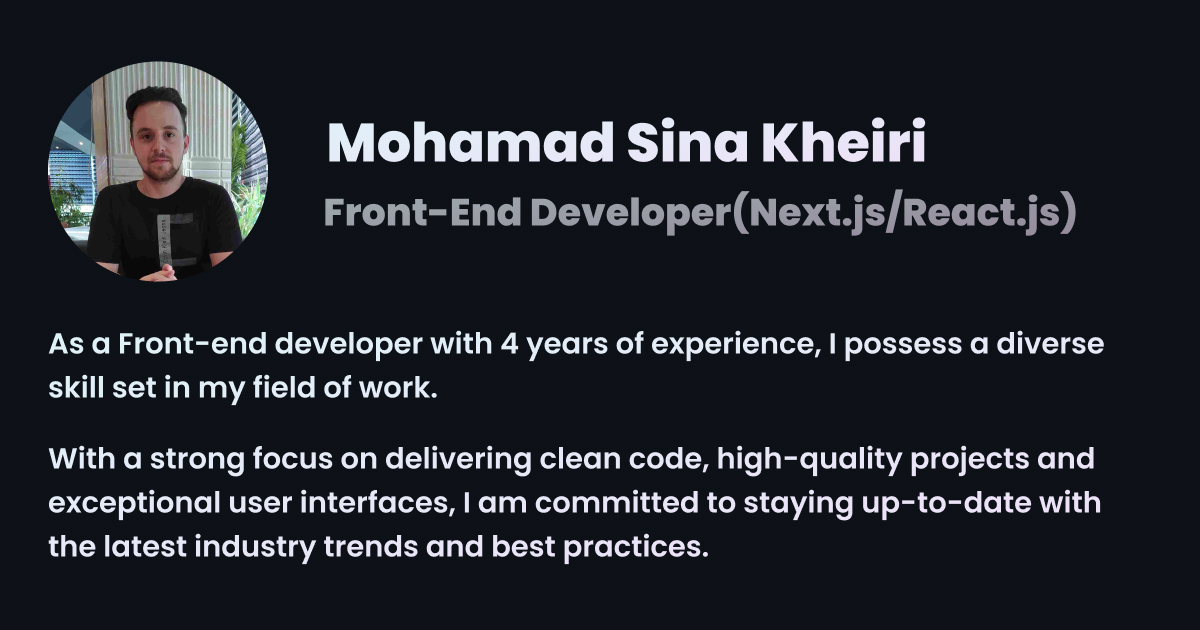 Mohamad Sina Kheiri
Front-End Developer(Next.js/React.js)
As a Front-end developer with 4 years of experience, I possess a diverse
skill set in my field of work.
With a strong focus on delivering clean code, high-quality projects and
exceptional user interfaces, I am committed to staying up-to-date with
the latest industry trends and best practices.